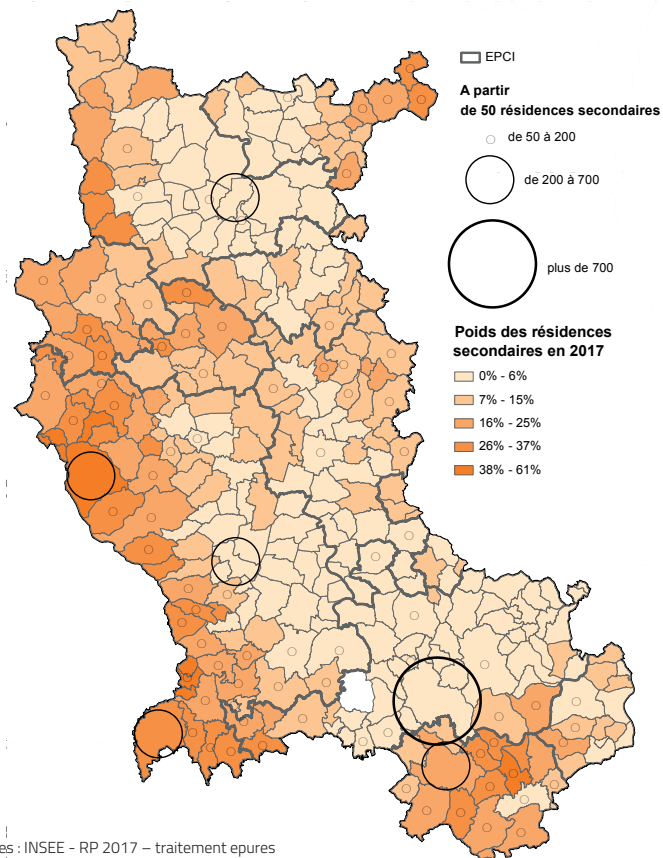 EPCI
A partir
de 50 résidences secondaires
de 50 à 200
de 200 à 700
plus de 700
Poids des résidences
secondaires en 2017
0% - 6%
7% - 15%
16% - 25%
26% - 37%
38% - 61%
es : INSEE - RP 2017 – traitement epures